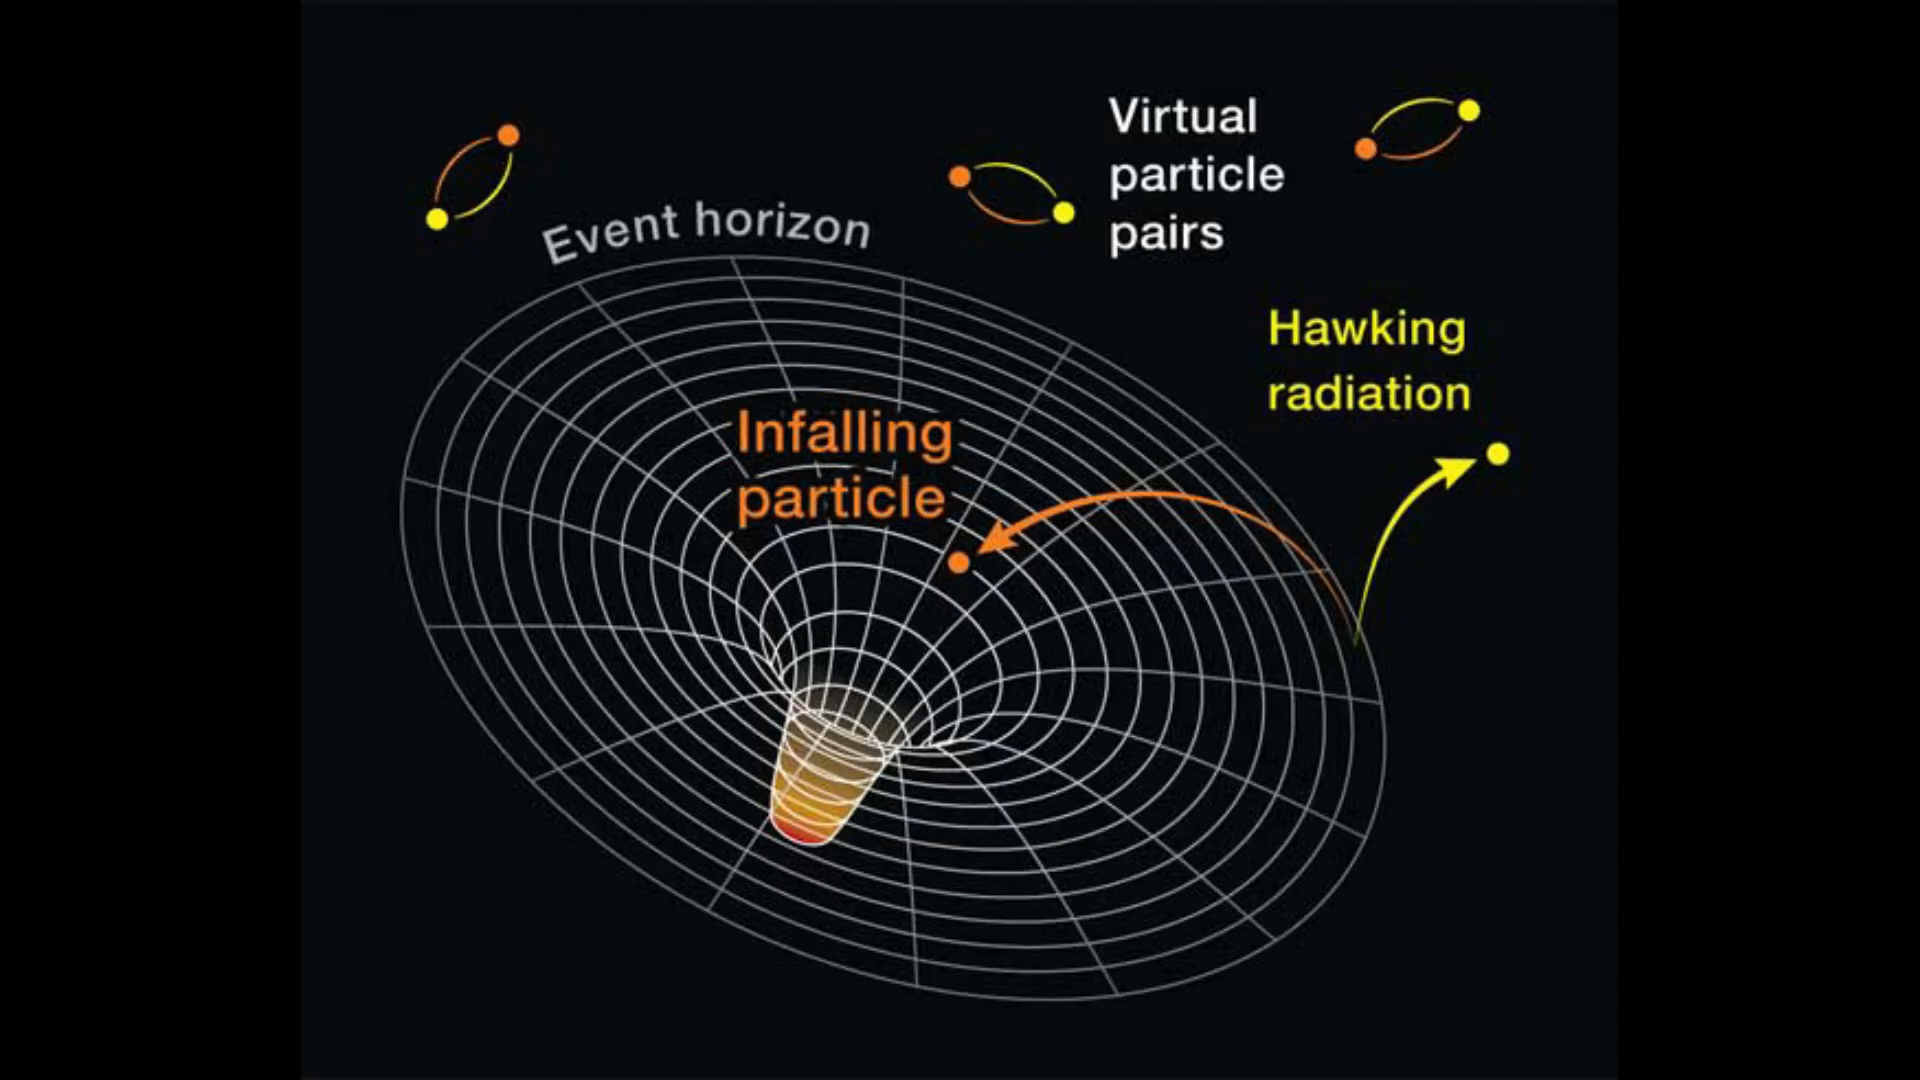 Virtual
particle
pairs
Event horizon
Hawking
radiation
Infalling
particle